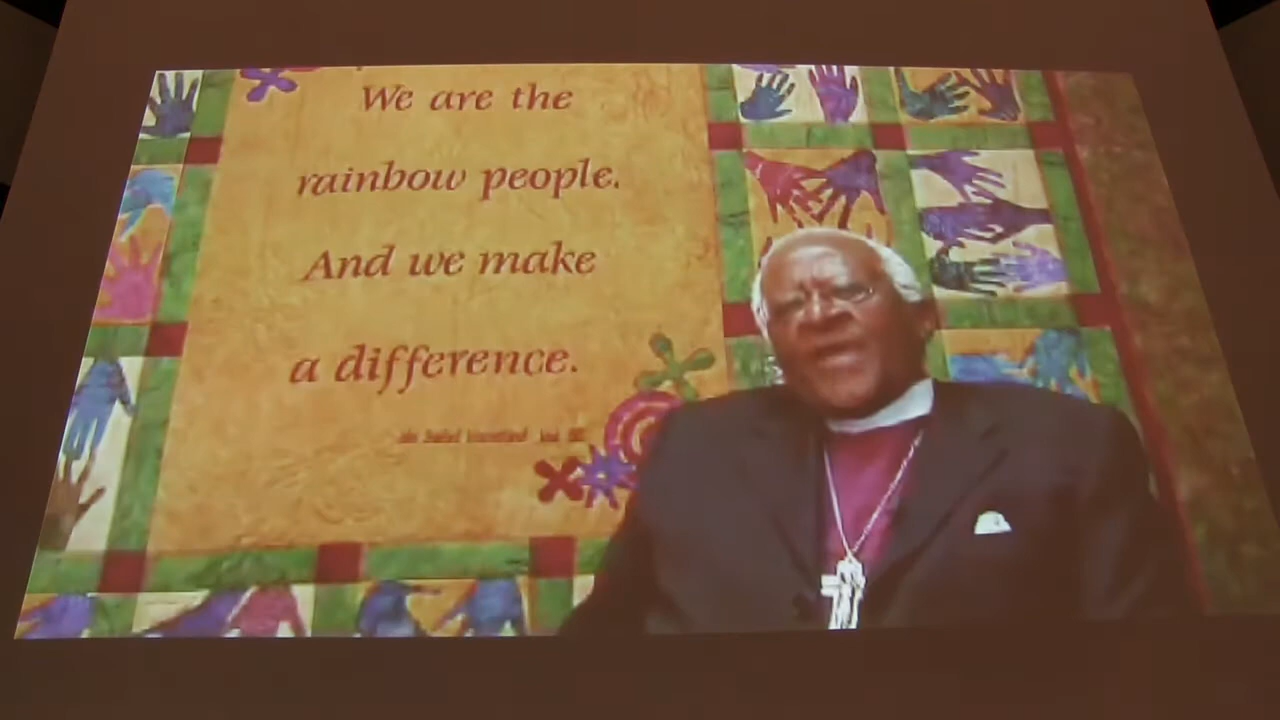 We are the
rainbow people.
And we make
a difference.